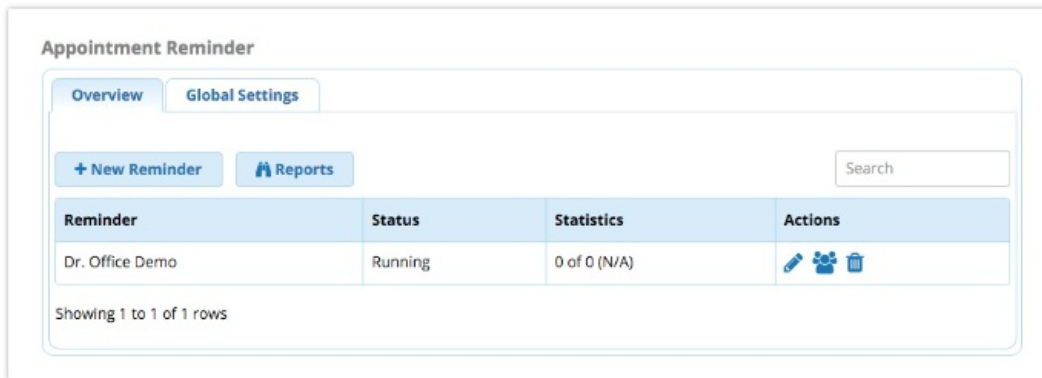 Appointment Reminder
Overview Global Settings
+ New Reminder Reports Search
Reminder Status Statistics Actions
Dr. Office Demo Running 0 of 0 (N/A)
Showing 1 to 1 of 1 rows